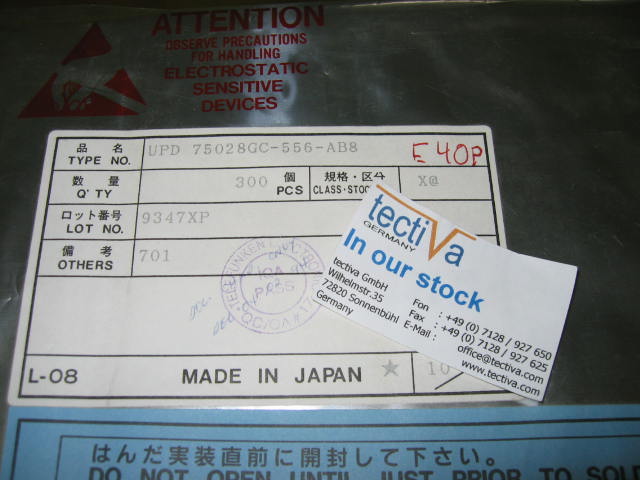 ATTENTION
OBSERVE PRECAUTIONS
FOR HANDLING
ELECTROSTATIC
SENSITIVE
DEVICES
品名
TYPE NO.
UPD 75028GC-556-AB8
E 40P
数量
Q'TY
300 個
PCS
規格・区分
CLASS・STOC
X@
ロット番号
LOT NO.
9347XP
備考
OTHERS
701
L-08
MADE IN JAPAN
★
10
tectiVa
GERMANY
In our stock
tectiva GmbH
Wilhelmstr.35
72820 Sonnenbühl
Germany
Fon : +49 (0) 7128 / 927 650
Fax : +49 (0) 7128 / 927 625
E-Mail : office@tectiva.com
www.tectiva.com
はんだ実装直前に開封して下さい。
DO NOT OPEN UNTIL JUST PRIOR TO SOLD